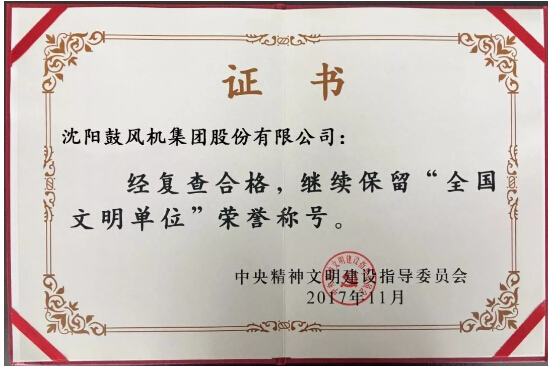 证书
沈阳鼓风机集团股份有限公司：
经复查合格，继续保留“全国
文明单位”荣誉称号。
中央精神文明建设指导委员会
2017年11月